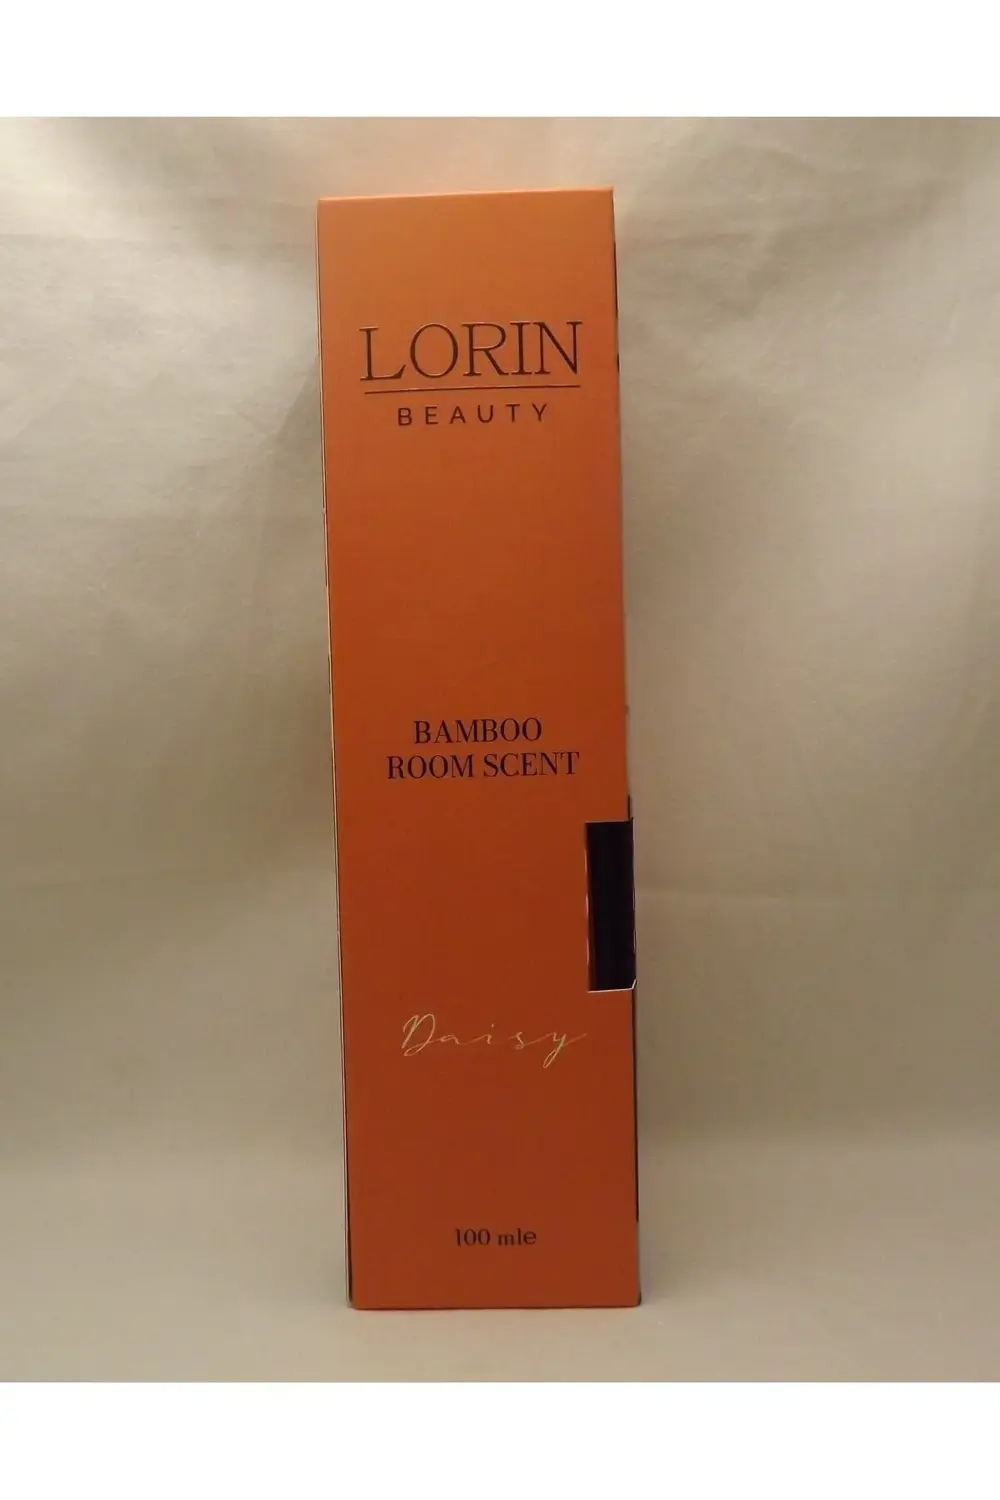 LORIN
BEAUTY
BAMBOO
ROOM SCENT
Daisy
100 mle